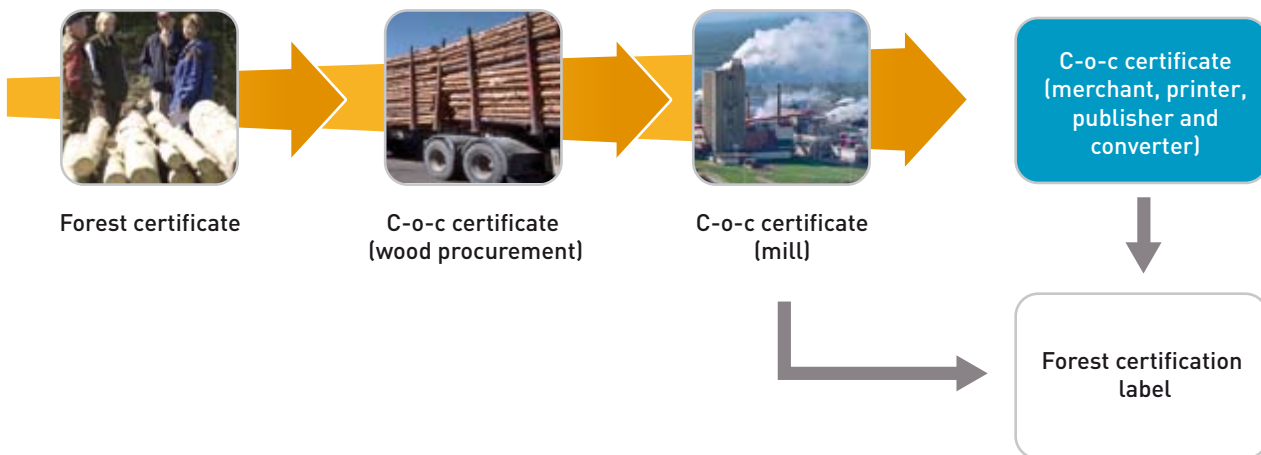 Forest certificate
C-o-c certificate
(wood procurement)
C-o-c certificate
(mill)
C-o-c certificate
(merchant, printer,
publisher and
converter)
Forest certification
label